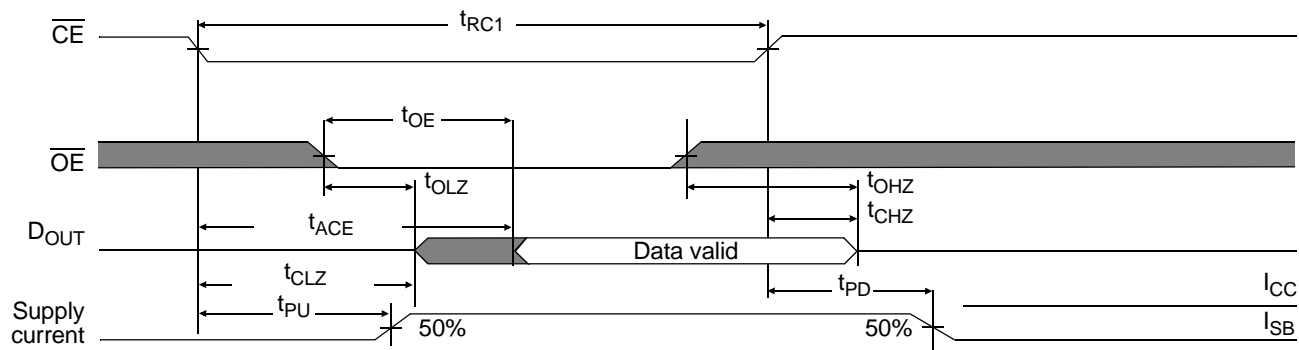 CE
tRC1
OE
tOE
tOLZ
tOHZ
tACE
tCHZ
DOUT
Data valid
tCLZ
tPD
ICC
tPU
Supply
current
50%
50%
ISB